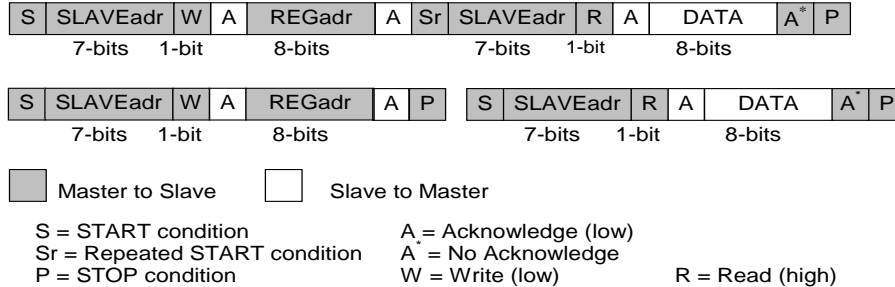 S SLAVEadr W A REGadr A Sr SLAVEadr R A DATA A* P
7-bits 1-bit 8-bits 7-bits 1-bit 8-bits
S SLAVEadr W A REGadr A P S SLAVEadr R A DATA A* P
7-bits 1-bit 8-bits 7-bits 1-bit 8-bits
Master to Slave Slave to Master
S = START condition A = Acknowledge (low)
Sr = Repeated START condition A* = No Acknowledge
P = STOP condition W = Write (low) R = Read (high)